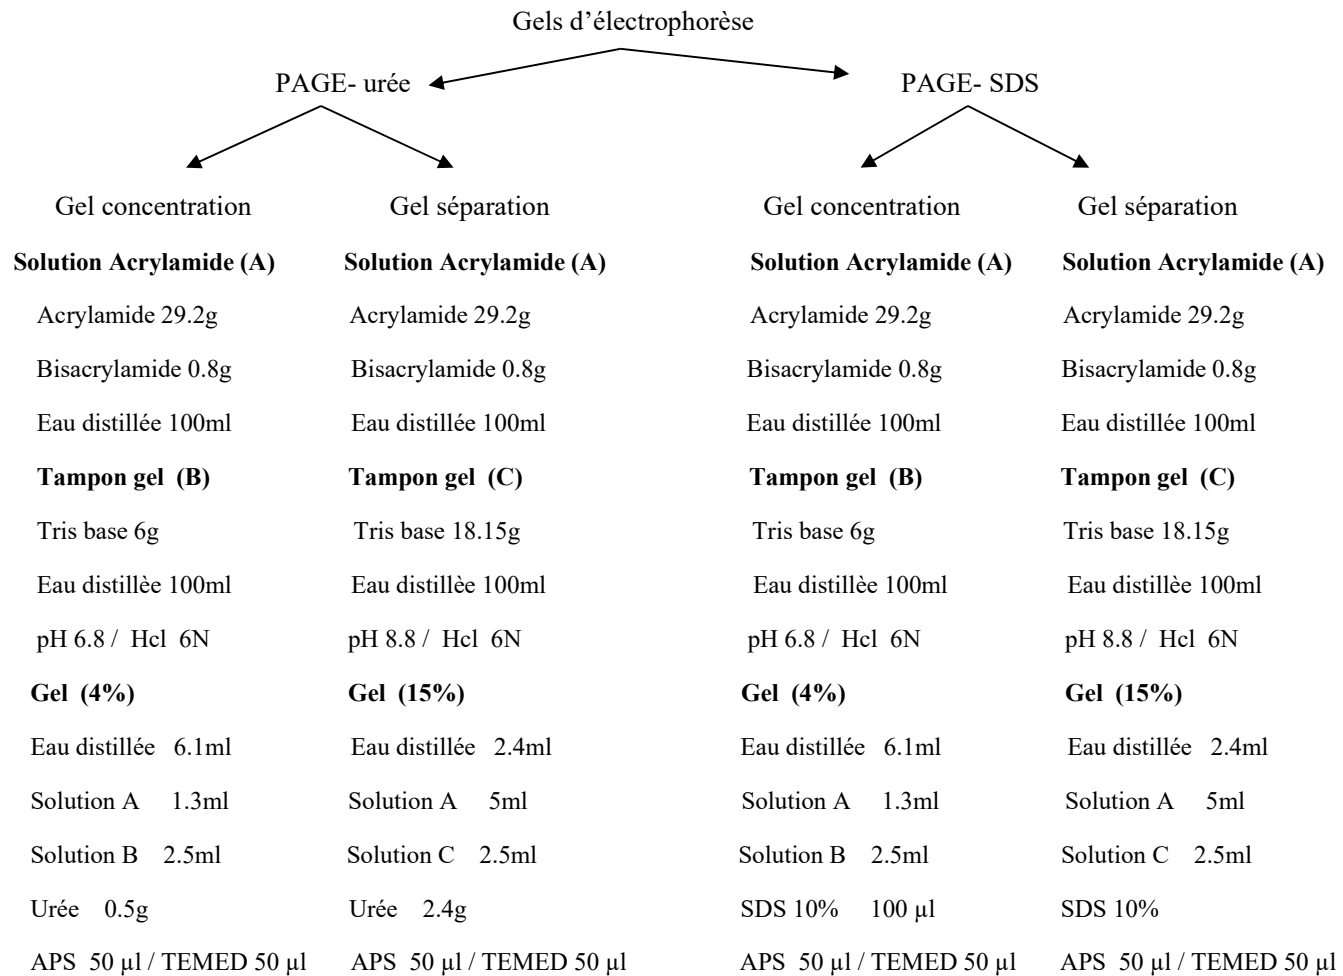 Gels d'électrophorèse
PAGE- urée PAGE- SDS
Gel concentration Gel séparation Gel concentration Gel séparation
Solution Acrylamide (A) Solution Acrylamide (A) Solution Acrylamide (A) Solution Acrylamide (A)
Acrylamide 29.2g Acrylamide 29.2g Acrylamide 29.2g Acrylamide 29.2g
Bisacrylamide 0.8g Bisacrylamide 0.8g Bisacrylamide 0.8g Bisacrylamide 0.8g
Eau distillée 100ml Eau distillée 100ml Eau distillée 100ml Eau distillée 100ml
Tampon gel (B) Tampon gel (C) Tampon gel (B) Tampon gel (C)
Tris base 6g Tris base 18.15g Tris base 6g Tris base 18.15g
Eau distillèe 100ml Eau distillèe 100ml Eau distillèe 100ml Eau distillèe 100ml
pH 6.8 / Hcl 6N pH 8.8 / Hcl 6N pH 6.8 / Hcl 6N pH 8.8 / Hcl 6N
Gel (4%) Gel (15%) Gel (4%) Gel (15%)
Eau distillée 6.1ml Eau distillée 2.4ml Eau distillée 6.1ml Eau distillée 2.4ml
Solution A 1.3ml Solution A 5ml Solution A 1.3ml Solution A 5ml
Solution B 2.5ml Solution C 2.5ml Solution B 2.5ml Solution C 2.5ml
Urée 0.5g Urée 2.4g SDS 10% 100 µl SDS 10%
APS 50 µl / TEMED 50 µl APS 50 µl / TEMED 50 µl APS 50 µl / TEMED 50 µl APS 50 µl / TEMED 50 µl